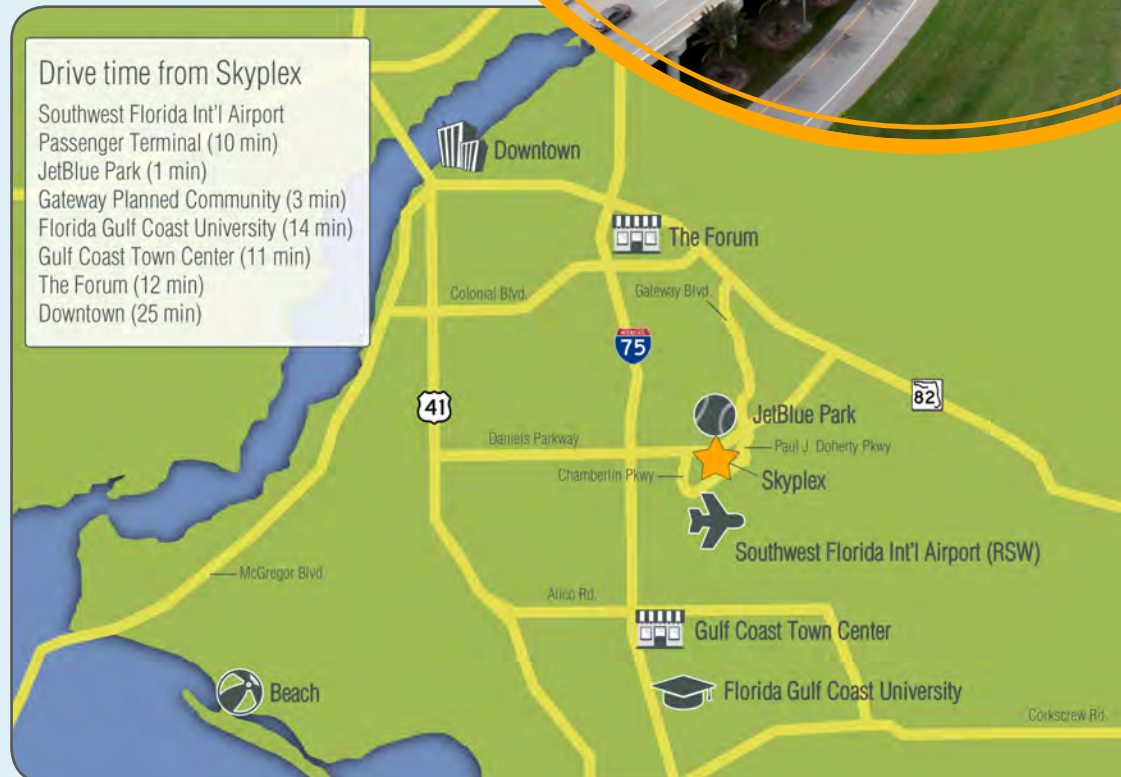 Drive time from Skyplex
Southwest Florida Int'l Airport
Passenger Terminal (10 min)
JetBlue Park (1 min)
Gateway Planned Community (3 min)
Florida Gulf Coast University (14 min)
Gulf Coast Town Center (11 min)
The Forum (12 min)
Downtown (25 min)
Downtown
The Forum
Colonial Blvd.
Gateway Blvd.
75
82
41
JetBlue Park
Daniels Parkway
Paul J. Doherty Pkwy
Chamberlin Pkwy
Skyplex
Southwest Florida Int'l Airport (RSW)
McGregor Blvd.
Alico Rd.
Gulf Coast Town Center
Florida Gulf Coast University
Beach
Corkscrew Rd.